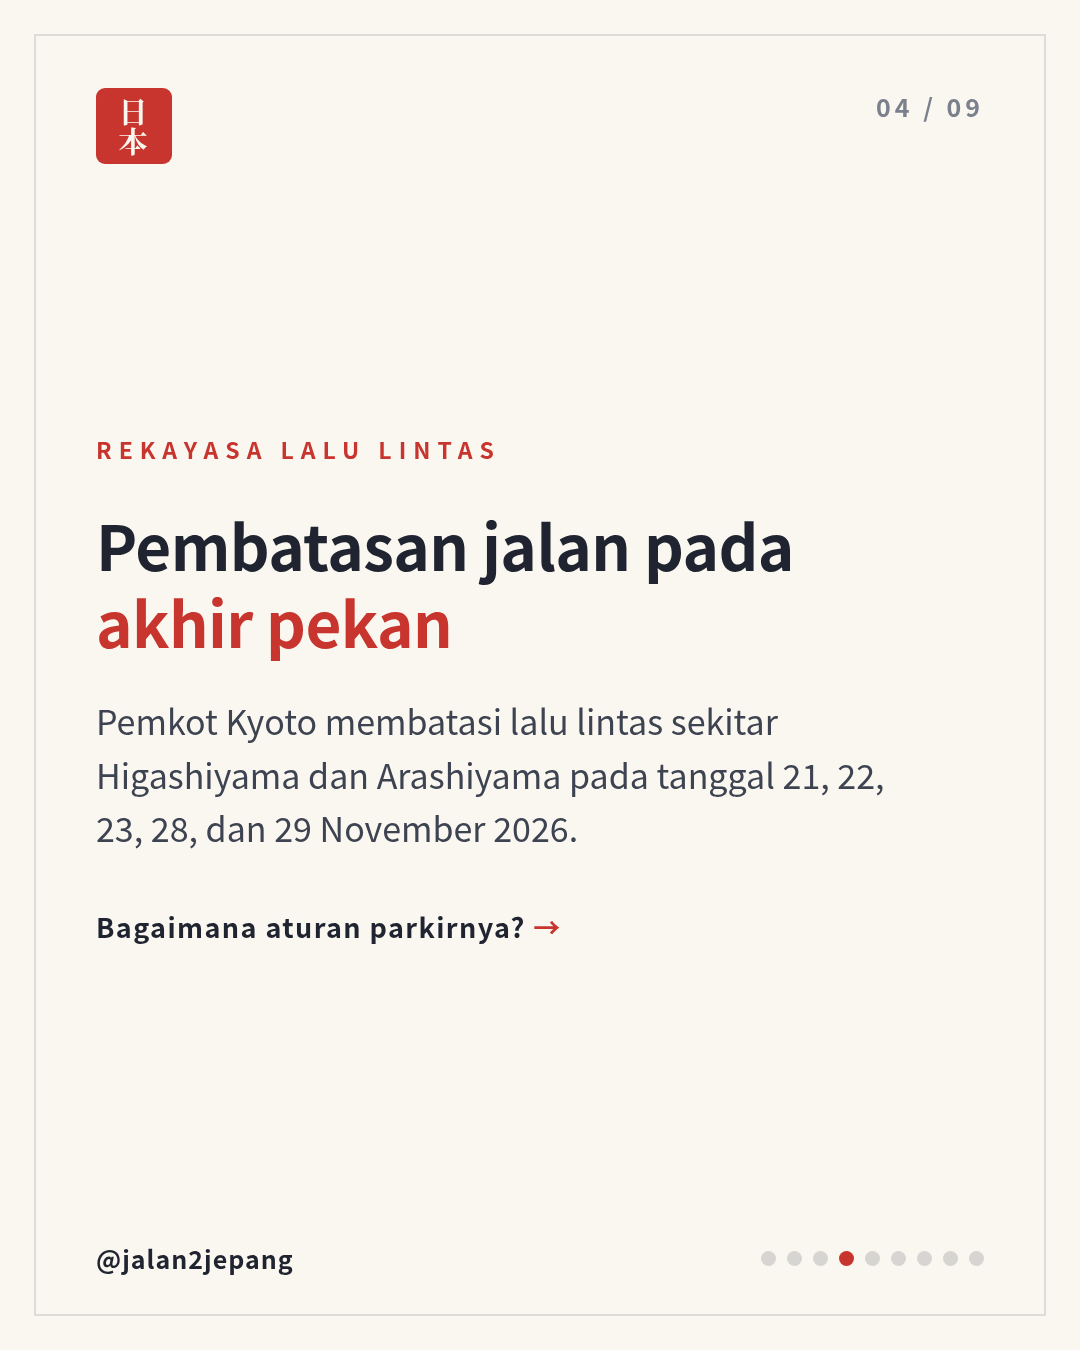 日
本
04 / 09
REKAYASA LALU LINTAS
Pembatasan jalan pada
akhir pekan
Pemkot Kyoto membatasi lalu lintas sekitar
Higashiyama dan Arashiyama pada tanggal 21, 22,
23, 28, dan 29 November 2026.
Bagaimana aturan parkirnya? →
@jalan2jepang